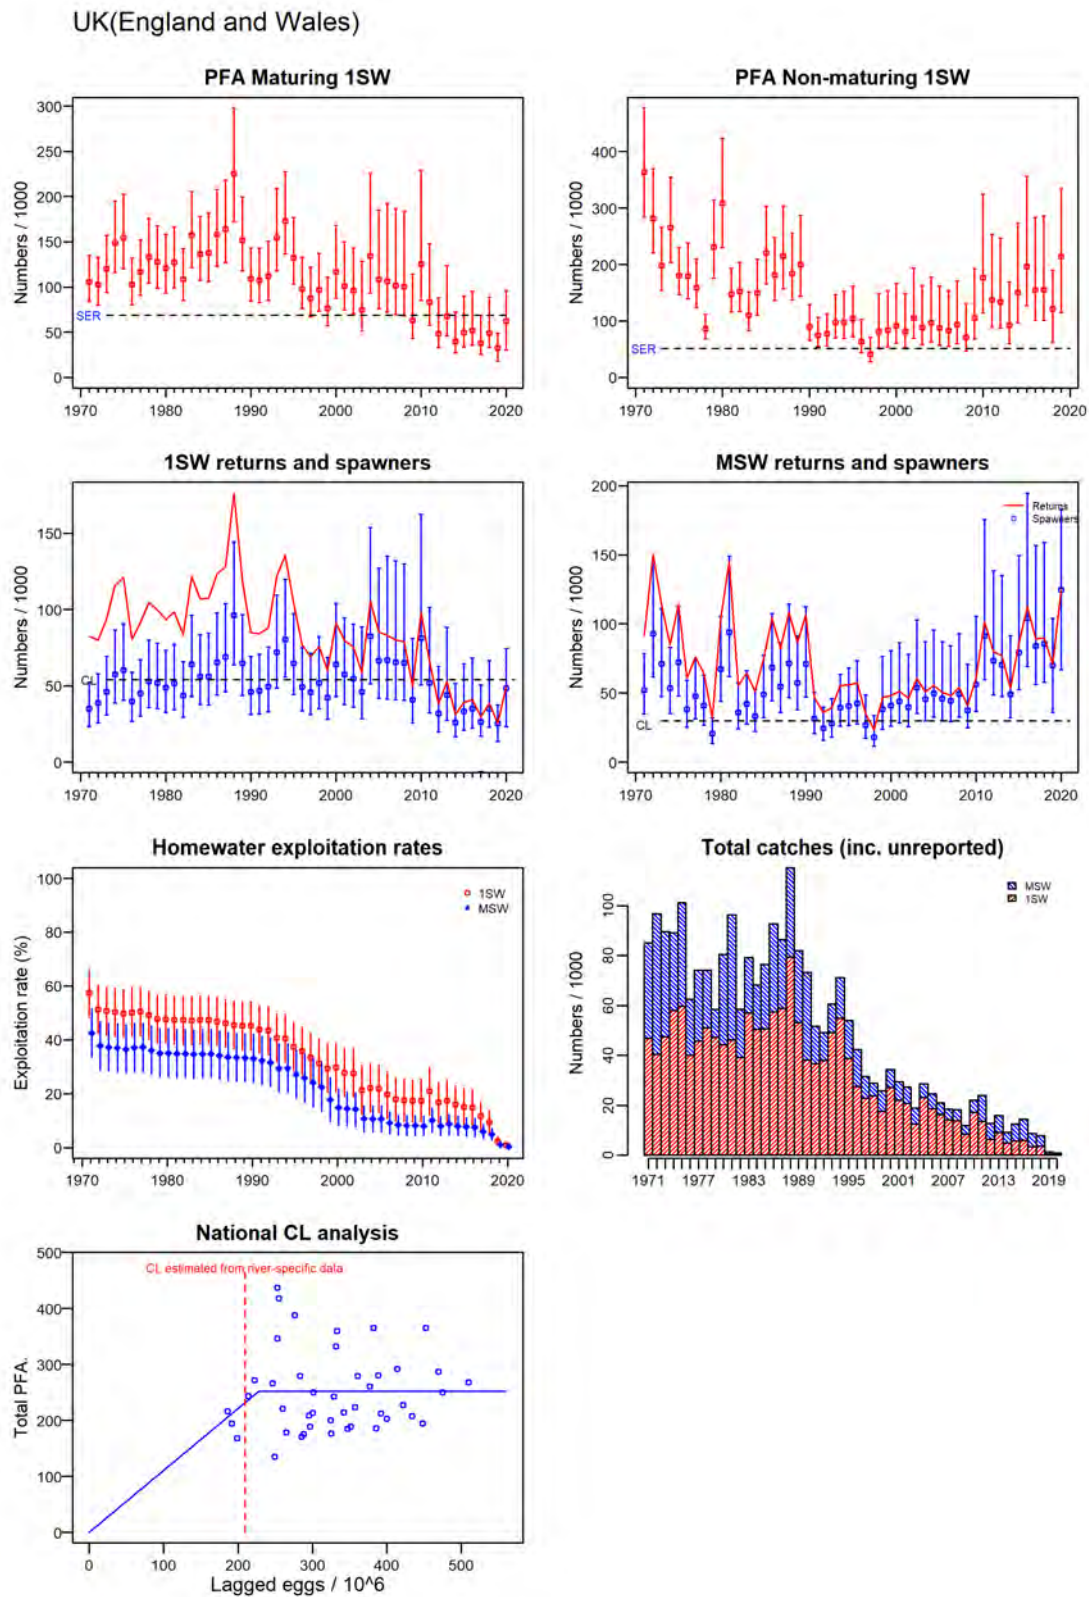 UK(England and Wales)
PFA Maturing 1SW
PFA Non-maturing 1SW
Numbers / 1000
300
250
200
150
100
50
0
SER
1970 1980 1990 2000 2010 2020
Numbers / 1000
400
300
200
100
0
SER
1970 1980 1990 2000 2010 2020
1SW returns and spawners
MSW returns and spawners
Numbers / 1000
150
100
50
0
CL
1970 1980 1990 2000 2010 2020
Numbers / 1000
200
150
100
50
0
CL
Returns
Spawners
1970 1980 1990 2000 2010 2020
Homewater exploitation rates
Total catches (inc. unreported)
Exploitation rate (%)
100
80
60
40
20
0
1SW
MSW
1970 1980 1990 2000 2010 2020
Numbers / 1000
100
80
60
40
20
0
MSW
1SW
1971 1977 1983 1989 1995 2001 2007 2013 2019
National CL analysis
Total PFA.
500
400
300
200
100
0
CL estimated from river-specific data
0 100 200 300 400 500
Lagged eggs / 10^6